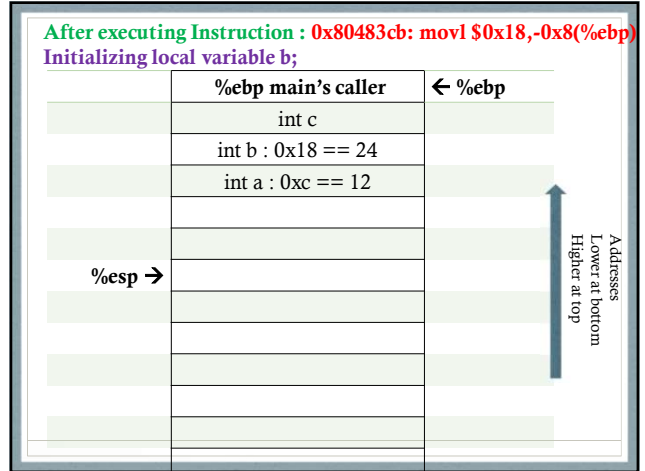 After executing Instruction : 0x80483cb: movl $0x18,-0x8(%ebp)
Initializing local variable b;
%ebp main's caller
← %ebp
int c
int b : 0x18 == 24
int a : 0xc == 12
%esp →
Addresses
Lower at bottom
Higher at top